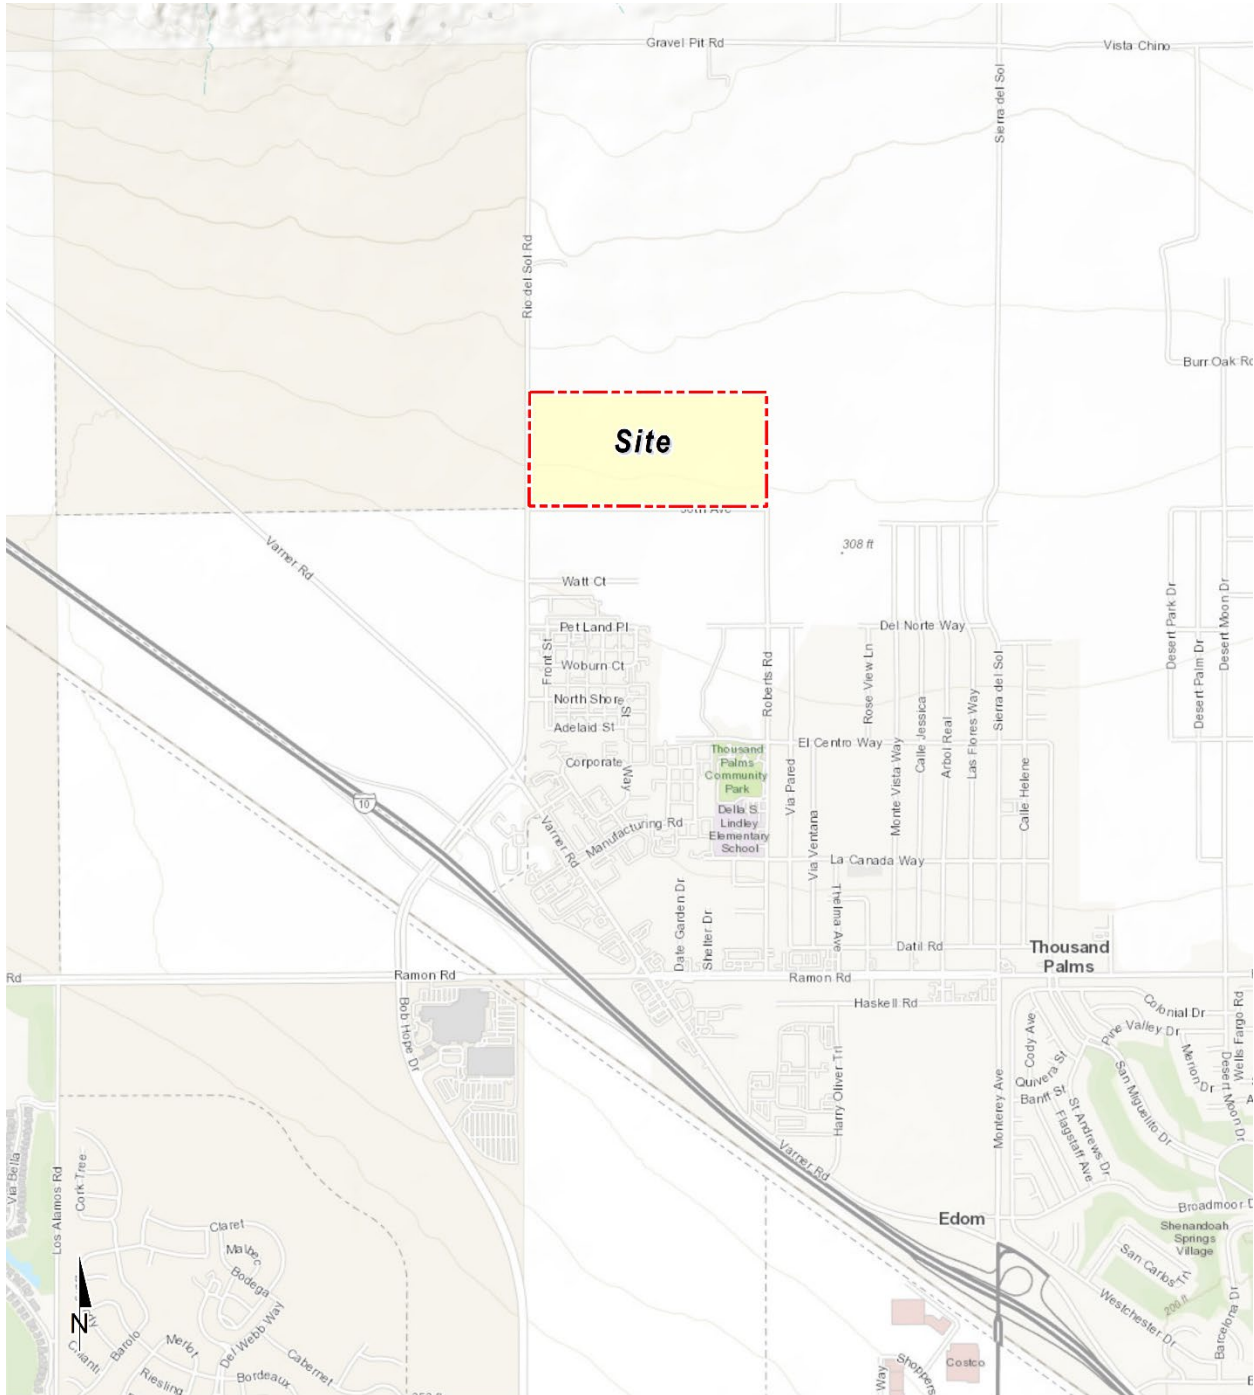 Gravel Pit Rd
Vista Chino
Sierra del Sol
Rio del Sol Rd
Burr Oak Rd
Site
308 ft
Varner Rd
Watt Ct
Pet Land Pl
Del Norte Way
Desert Park Dr
Desert Moon Dr
Front St
Woburn Ct
Roberts Rd
Rose View Ln
Sierra del Sol
Desert Palm Dr
North Shore
St
Adelaid St
Calle Jessica
Arbol Real
Las Flores Way
El Centro Way
Corporate
Way
Thousand
Palms
Community
Park
Via Pared
Monte Vista Way
Calle Helene
10
Della S.
Lindley
Elementary
School
Manufacturing Rd
Varner Rd
Via Ventana
La Canada Way
Thelma Ave
Date Garden Dr
Shelter Dr
Datil Rd
Thousand
Palms
Rd
Ramon Rd
Ramon Rd
Haskell Rd
Bob Hope Dr
Colonial Dr
Wells Fargo Rd
Cody Ave
Pine Valley Dr
Merion Dr
Desert Moon Dr
Harry Oliver Trl
Monterey Ave
Quivera St
Banff St
San Miguelito Dr
St Andrews Dr
Flagstaff Ave
Varner Rd
Via Bella
Los Alamos Rd
Cork Tree
Claret
Malbec
Bodega
Del Webb Way
Edom
Broadmoor D
Shenandoah
Springs
Village
San Carlos Trl
206 ft
Westchester Dr
Barcelona Dr
N
Barolo
Merlot
Chianti
Riesling
Bordeaux
Cabernet
Way
Shoppers
Costco